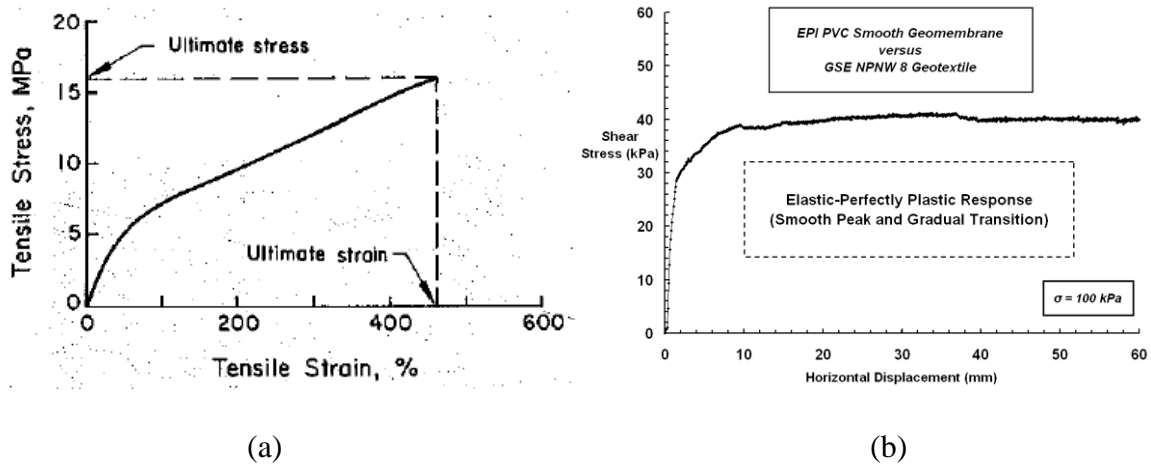 20
15
10
5
0
Tensile Stress, MPa
Ultimate stress
Ultimate strain
0
200
400
600
Tensile Strain, %
(a)
EPI PVC Smooth Geomembrane
versus
GSE NPNW 8 Geotextile
60
50
40
30
20
10
0
Shear
Stress (kPa)
Elastic-Perfectly Plastic Response
(Smooth Peak and Gradual Transition)
σ = 100 kPa
0
10
20
30
40
50
60
Horizontal Displacement (mm)
(b)